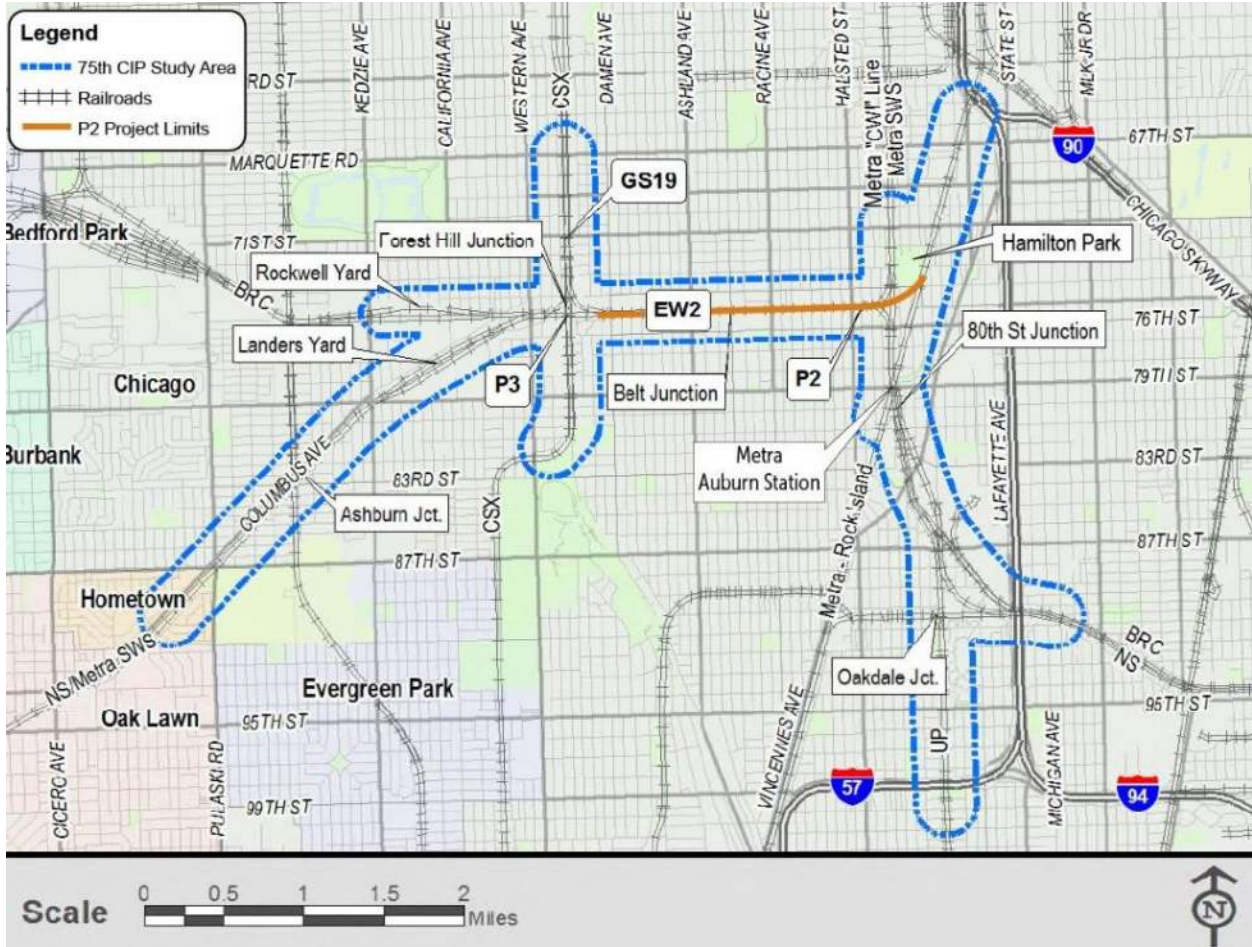 Legend
75th CIP Study Area
Railroads
P2 Project Limits
RD ST
KEDZIE AVE
CALIFORNIA AVE
WESTERN AVE
CSX
DAMEN AVE
ASHLAND AVE
RACINE AVE
HALSTED ST
Metra "CWI" Line
Metra SWS
STATE ST
MLK JR DR
67TH ST
90
MARQUETTE RD
GS19
CHICAGO SKYWAY
Bedford Park
71ST ST
Forest Hill Junction
Hamilton Park
Rockwell Yard
BRC
EW2
76TH ST
Landers Yard
80th St Junction
Chicago
P3
Belt Junction
P2
79TH ST
Burbank
COLUMBUS AVE
Metra
Auburn Station
LAFAYETTE AVE
83RD ST
83RD ST
Ashburn Jct.
CSX
Metra - Rock Island
87TH ST
87TH ST
Hometown
NS/Metra SWS
BRC
NS
Oakdale Jct.
Evergreen Park
Oak Lawn
95TH ST
95TH ST
CICERO AVE
PULASKI RD
VINCENNES AVE
UP
MICHIGAN AVE
99TH ST
57
94
Scale
0 0.5 1 1.5 2
Miles
N